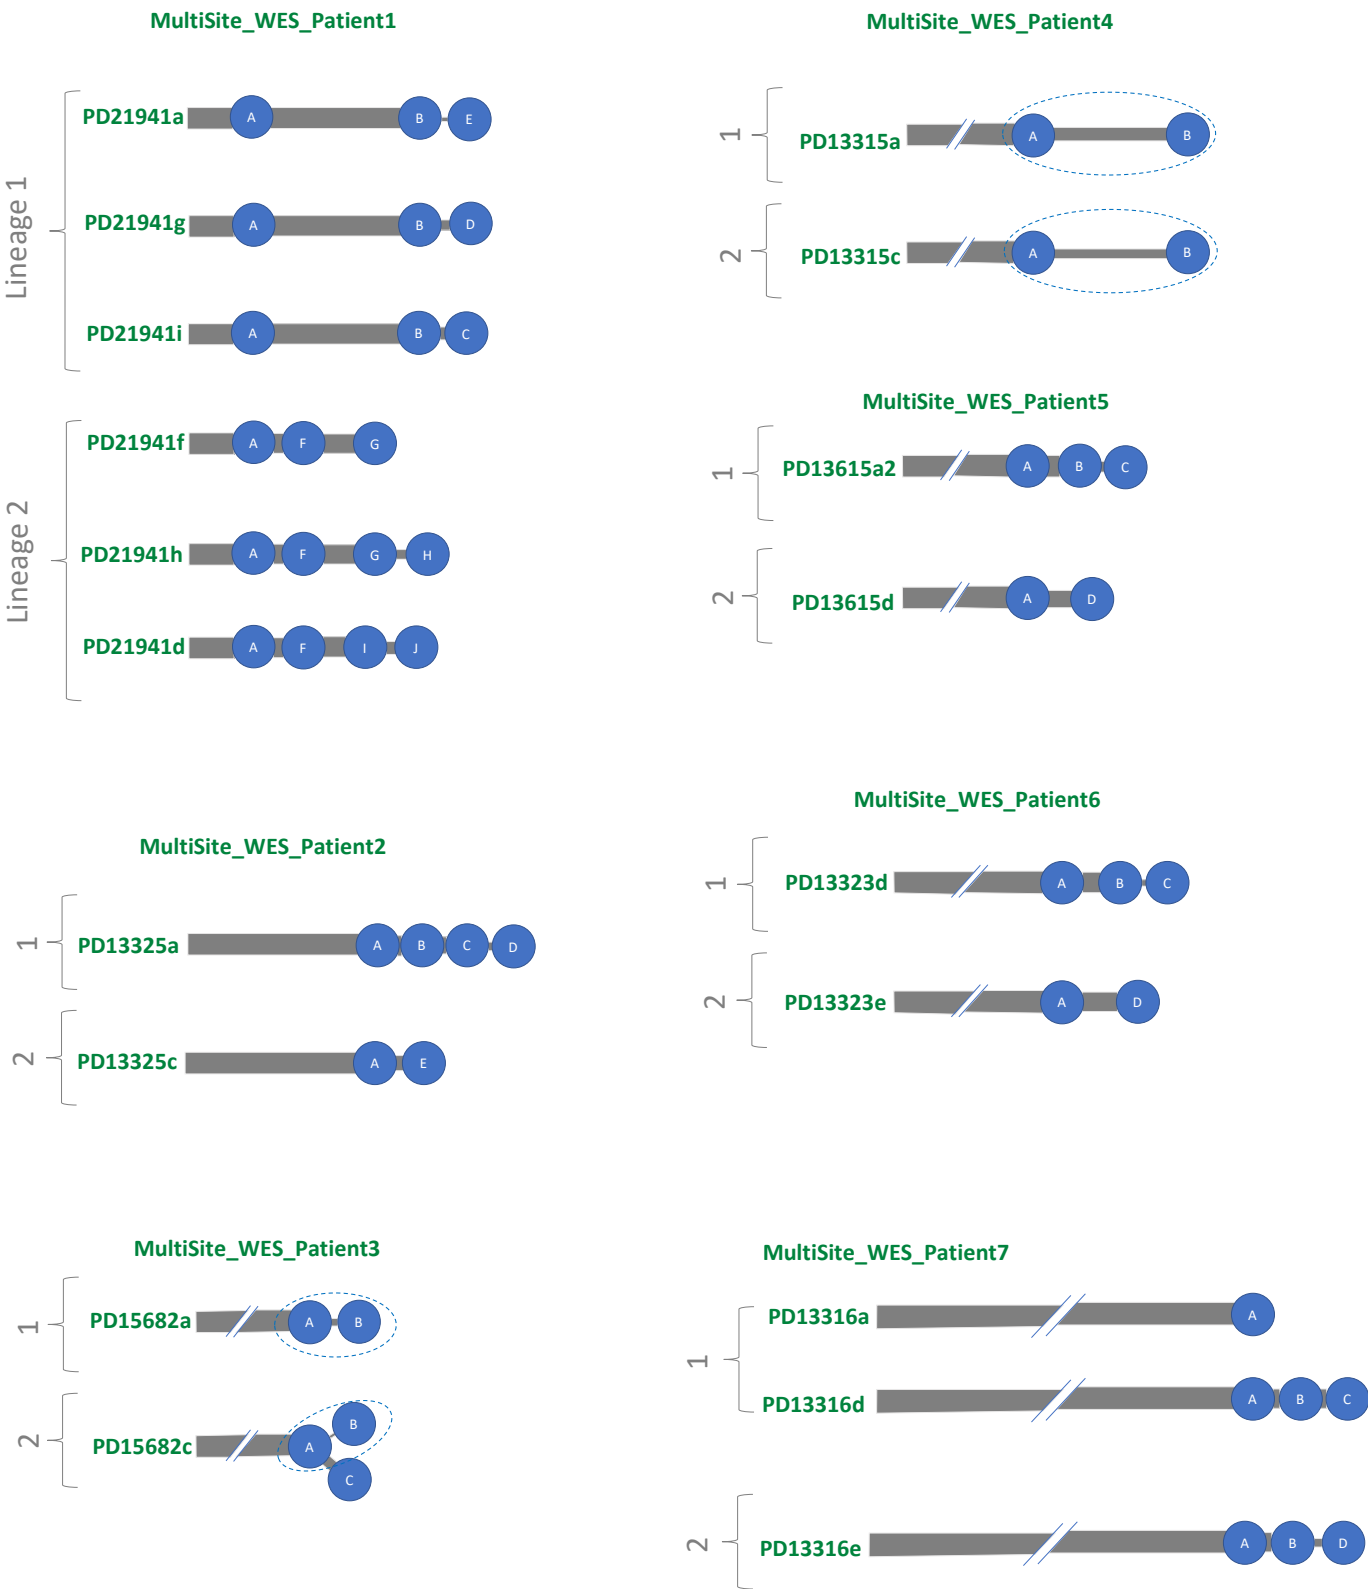 MultiSite_WES_Patient1
Lineage 1
PD21941a A B E
PD21941g A B D
PD21941i A B C
Lineage 2
PD21941f A F G
PD21941h A F G H
PD21941d A F I J
MultiSite_WES_Patient2
1
PD13325a A B C D
2
PD13325c A E
MultiSite_WES_Patient3
1
PD15682a A B
2
PD15682c A B C
MultiSite_WES_Patient4
1
PD13315a A B
2
PD13315c A B
MultiSite_WES_Patient5
1
PD13615a2 A B C
2
PD13615d A D
MultiSite_WES_Patient6
1
PD13323d A B C
2
PD13323e A D
MultiSite_WES_Patient7
1
PD13316a A
PD13316d A B C
2
PD13316e A B D